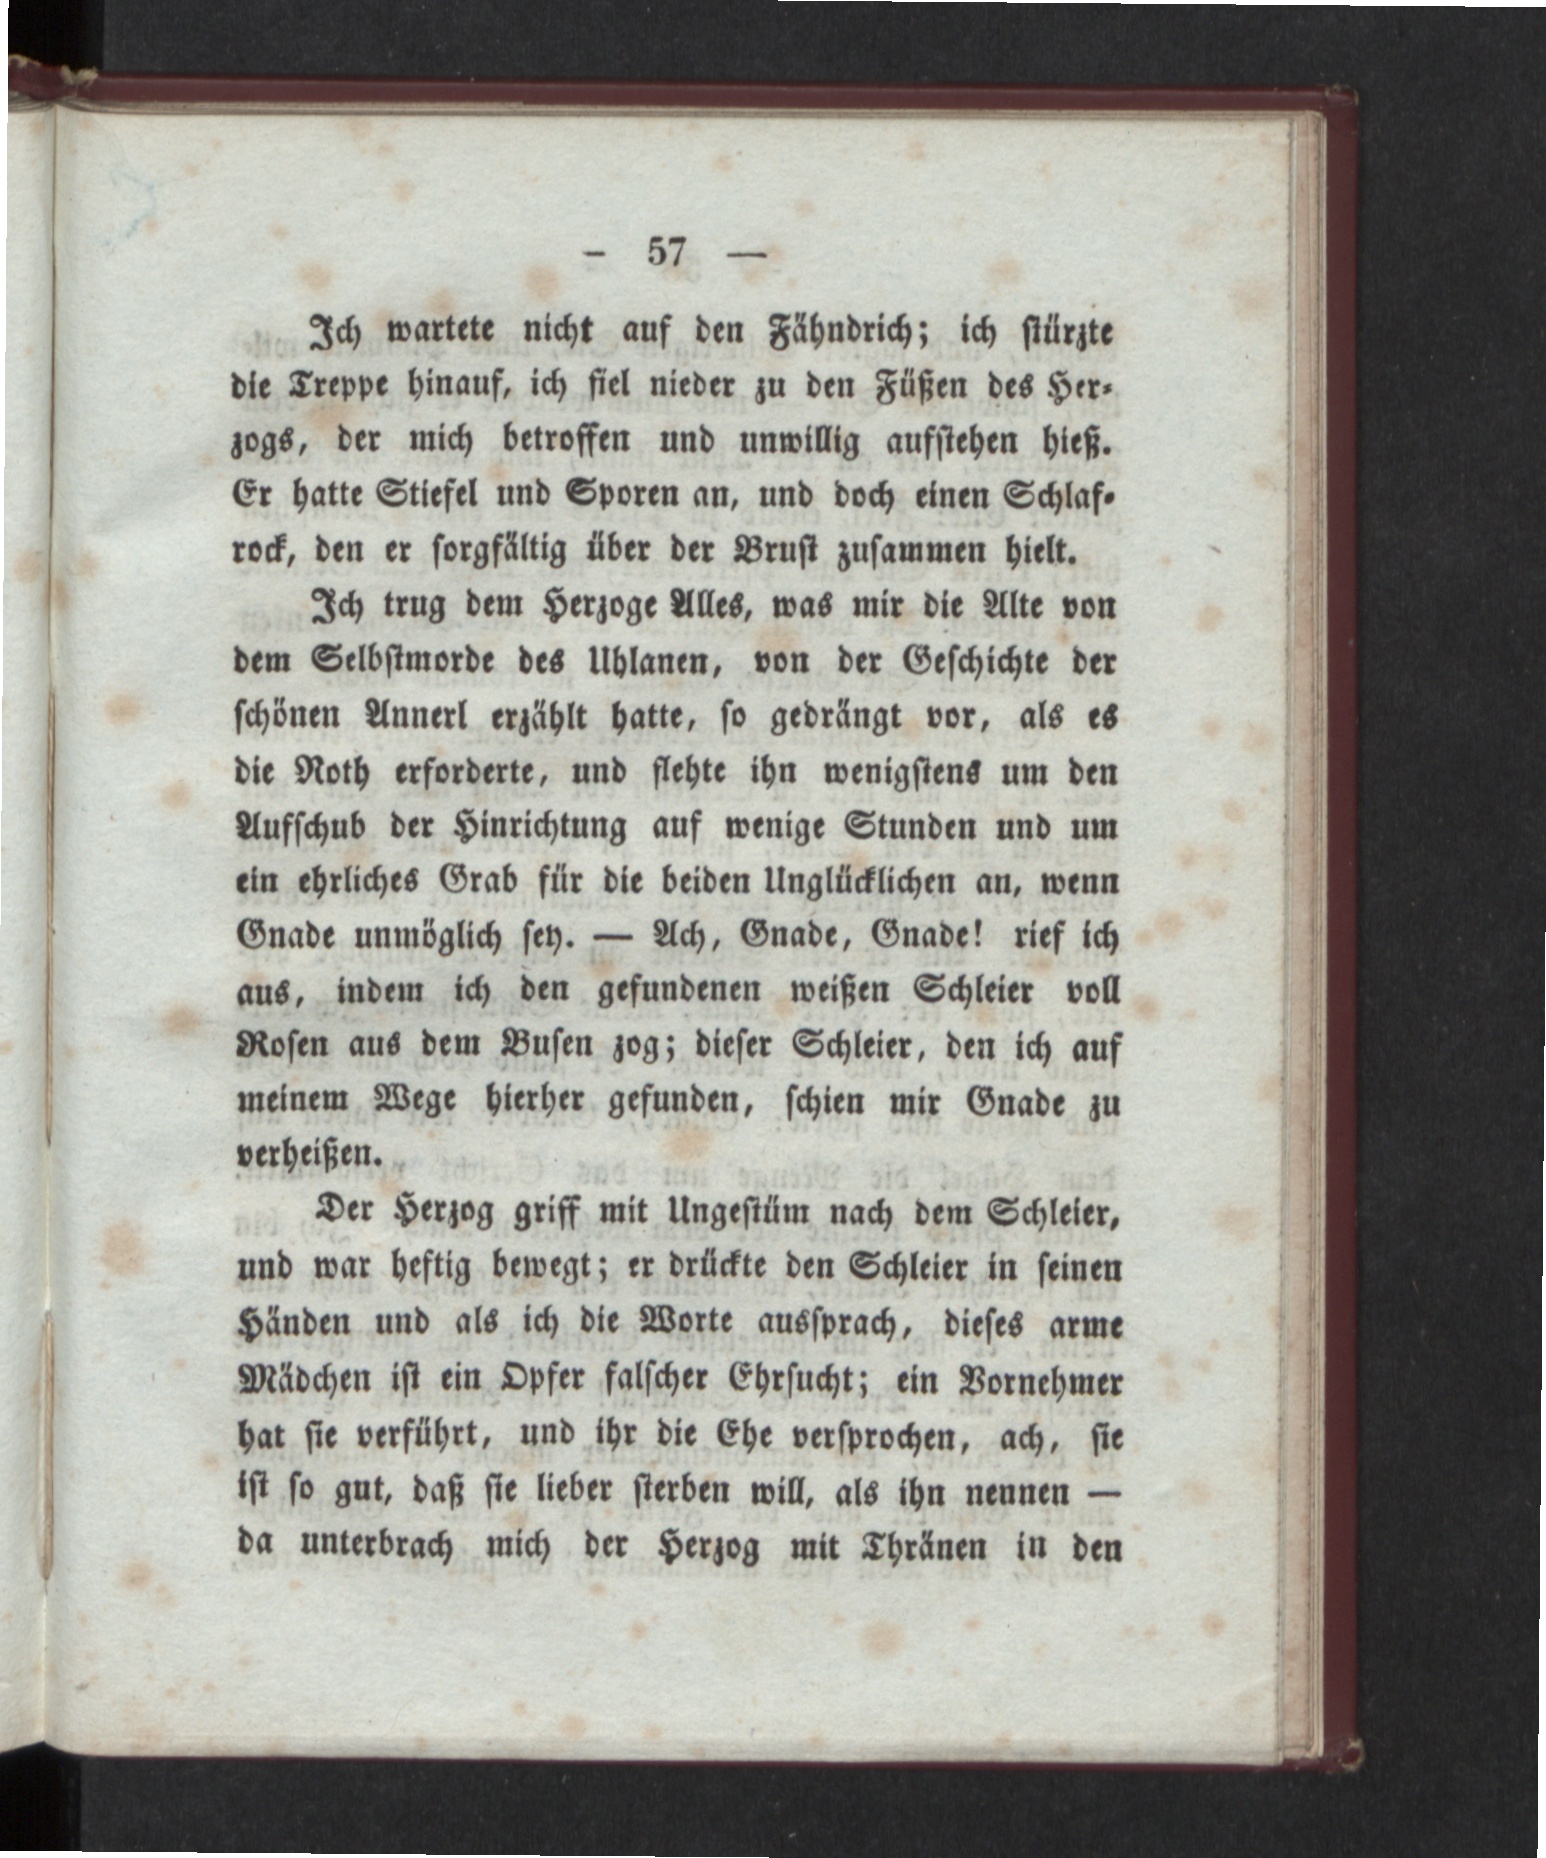 – 57 —
Ich wartete nicht auf den Fähndrich; ich stürzte
die Treppe hinauf, ich fiel nieder zu den Füßen des Her-
zogs, der mich betroffen und unwillig aufstehen hieß.
Er hatte Stiefel und Sporen an, und doch einen Schlaf-
rock, den er sorgfältig über der Brust zusammen hielt.
Ich trug dem Herzoge Alles, was mir die Alte von
dem Selbstmorde des Uhlanen, von der Geschichte der
schönen Annerl erzählt hatte, so gedrängt vor, als es
die Noth erforderte, und flehte ihn wenigstens um den
Aufschub der Hinrichtung auf wenige Stunden und um
ein ehrliches Grab für die beiden Unglücklichen an, wenn
Gnade unmöglich sey. — Ach, Gnade, Gnade! rief ich
aus, indem ich den gefundenen weißen Schleier voll
Rosen aus dem Busen zog; dieser Schleier, den ich auf
meinem Wege hierher gefunden, schien mir Gnade zu
verheißen.
Der Herzog griff mit Ungestüm nach dem Schleier,
und war heftig bewegt; er drückte den Schleier in seinen
Händen und als ich die Worte aussprach, dieses arme
Mädchen ist ein Opfer falscher Ehrsucht; ein Vornehmer
hat sie verführt, und ihr die Ehe versprochen, ach, sie
ist so gut, daß sie lieber sterben will, als ihn nennen —
da unterbrach mich der Herzog mit Thränen in den